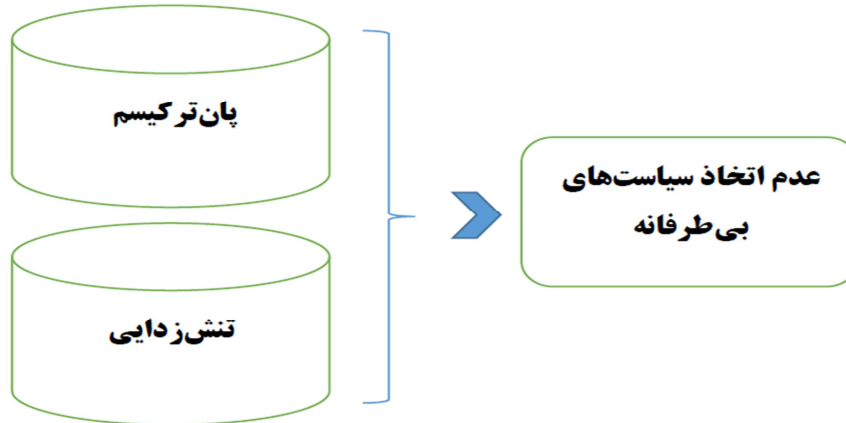 پان‌ترکیسم
تنش‌زدایی
عدم اتخاذ سیاست‌های
بی‌طرفانه